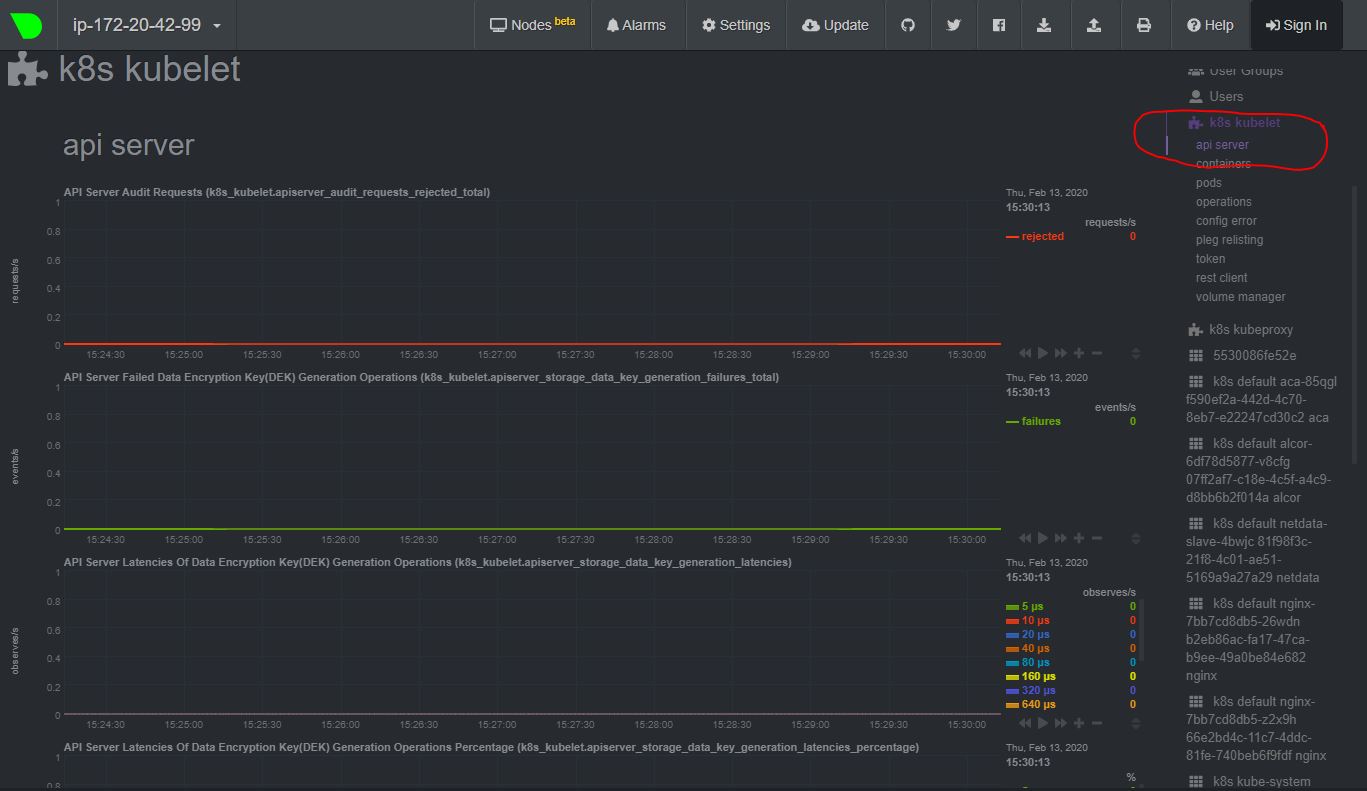 ip-172-20-42-99
Nodes beta
Alarms
Settings
Update
Help
Sign In
k8s kubelet
api server
API Server Audit Requests (k8s_kubelet.apiserver_audit_requests_rejected_total)
requests/s
1
0.8
0.6
0.4
0.2
0
15:24:30 15:25:00 15:25:30 15:26:00 15:26:30 15:27:00 15:27:30 15:28:00 15:28:30 15:29:00 15:29:30 15:30:00
Thu, Feb 13, 2020
15:30:13
requests/s
rejected 0
API Server Failed Data Encryption Key(DEK) Generation Operations (k8s_kubelet.apiserver_storage_data_key_generation_failures_total)
events/s
1
0.8
0.6
0.4
0.2
0
15:24:30 15:25:00 15:25:30 15:26:00 15:26:30 15:27:00 15:27:30 15:28:00 15:28:30 15:29:00 15:29:30 15:30:00
Thu, Feb 13, 2020
15:30:13
events/s
failures 0
API Server Latencies Of Data Encryption Key(DEK) Generation Operations (k8s_kubelet.apiserver_storage_data_key_generation_latencies)
observes/s
1
0.8
0.6
0.4
0.2
0
15:24:30 15:25:00 15:25:30 15:26:00 15:26:30 15:27:00 15:27:30 15:28:00 15:28:30 15:29:00 15:29:30 15:30:00
Thu, Feb 13, 2020
15:30:13
observes/s
5 µs 0
10 µs 0
20 µs 0
40 µs 0
80 µs 0
160 µs 0
320 µs 0
640 µs 0
API Server Latencies Of Data Encryption Key(DEK) Generation Operations Percentage (k8s_kubelet.apiserver_storage_data_key_generation_latencies_percentage)
1
0.8
Thu, Feb 13, 2020
15:30:13
%
User Groups
Users
k8s kubelet
api server
containers
pods
operations
config error
pleg relisting
token
rest client
volume manager
k8s kubeproxy
5530086fe52e
k8s default aca-85qgl
f590ef2a-442d-4c70-
8eb7-e22247cd30c2 aca
k8s default alcor-
6df78d5877-v8cfg
07ff2af7-c18e-4c5f-a4c9-
d8bb6b2f014a alcor
k8s default netdata-
slave-4bwjc 81f98f3c-
21f8-4c01-ae51-
5169a9a27a29 netdata
k8s default nginx-
7bb7cd8db5-26wdn
b2eb86ac-fa17-47ca-
b9ee-49a0be84e682
nginx
k8s default nginx-
7bb7cd8db5-z2x9h
66e2bd4c-11c7-4ddc-
81fe-740beb6f9fdf nginx
k8s kube-system